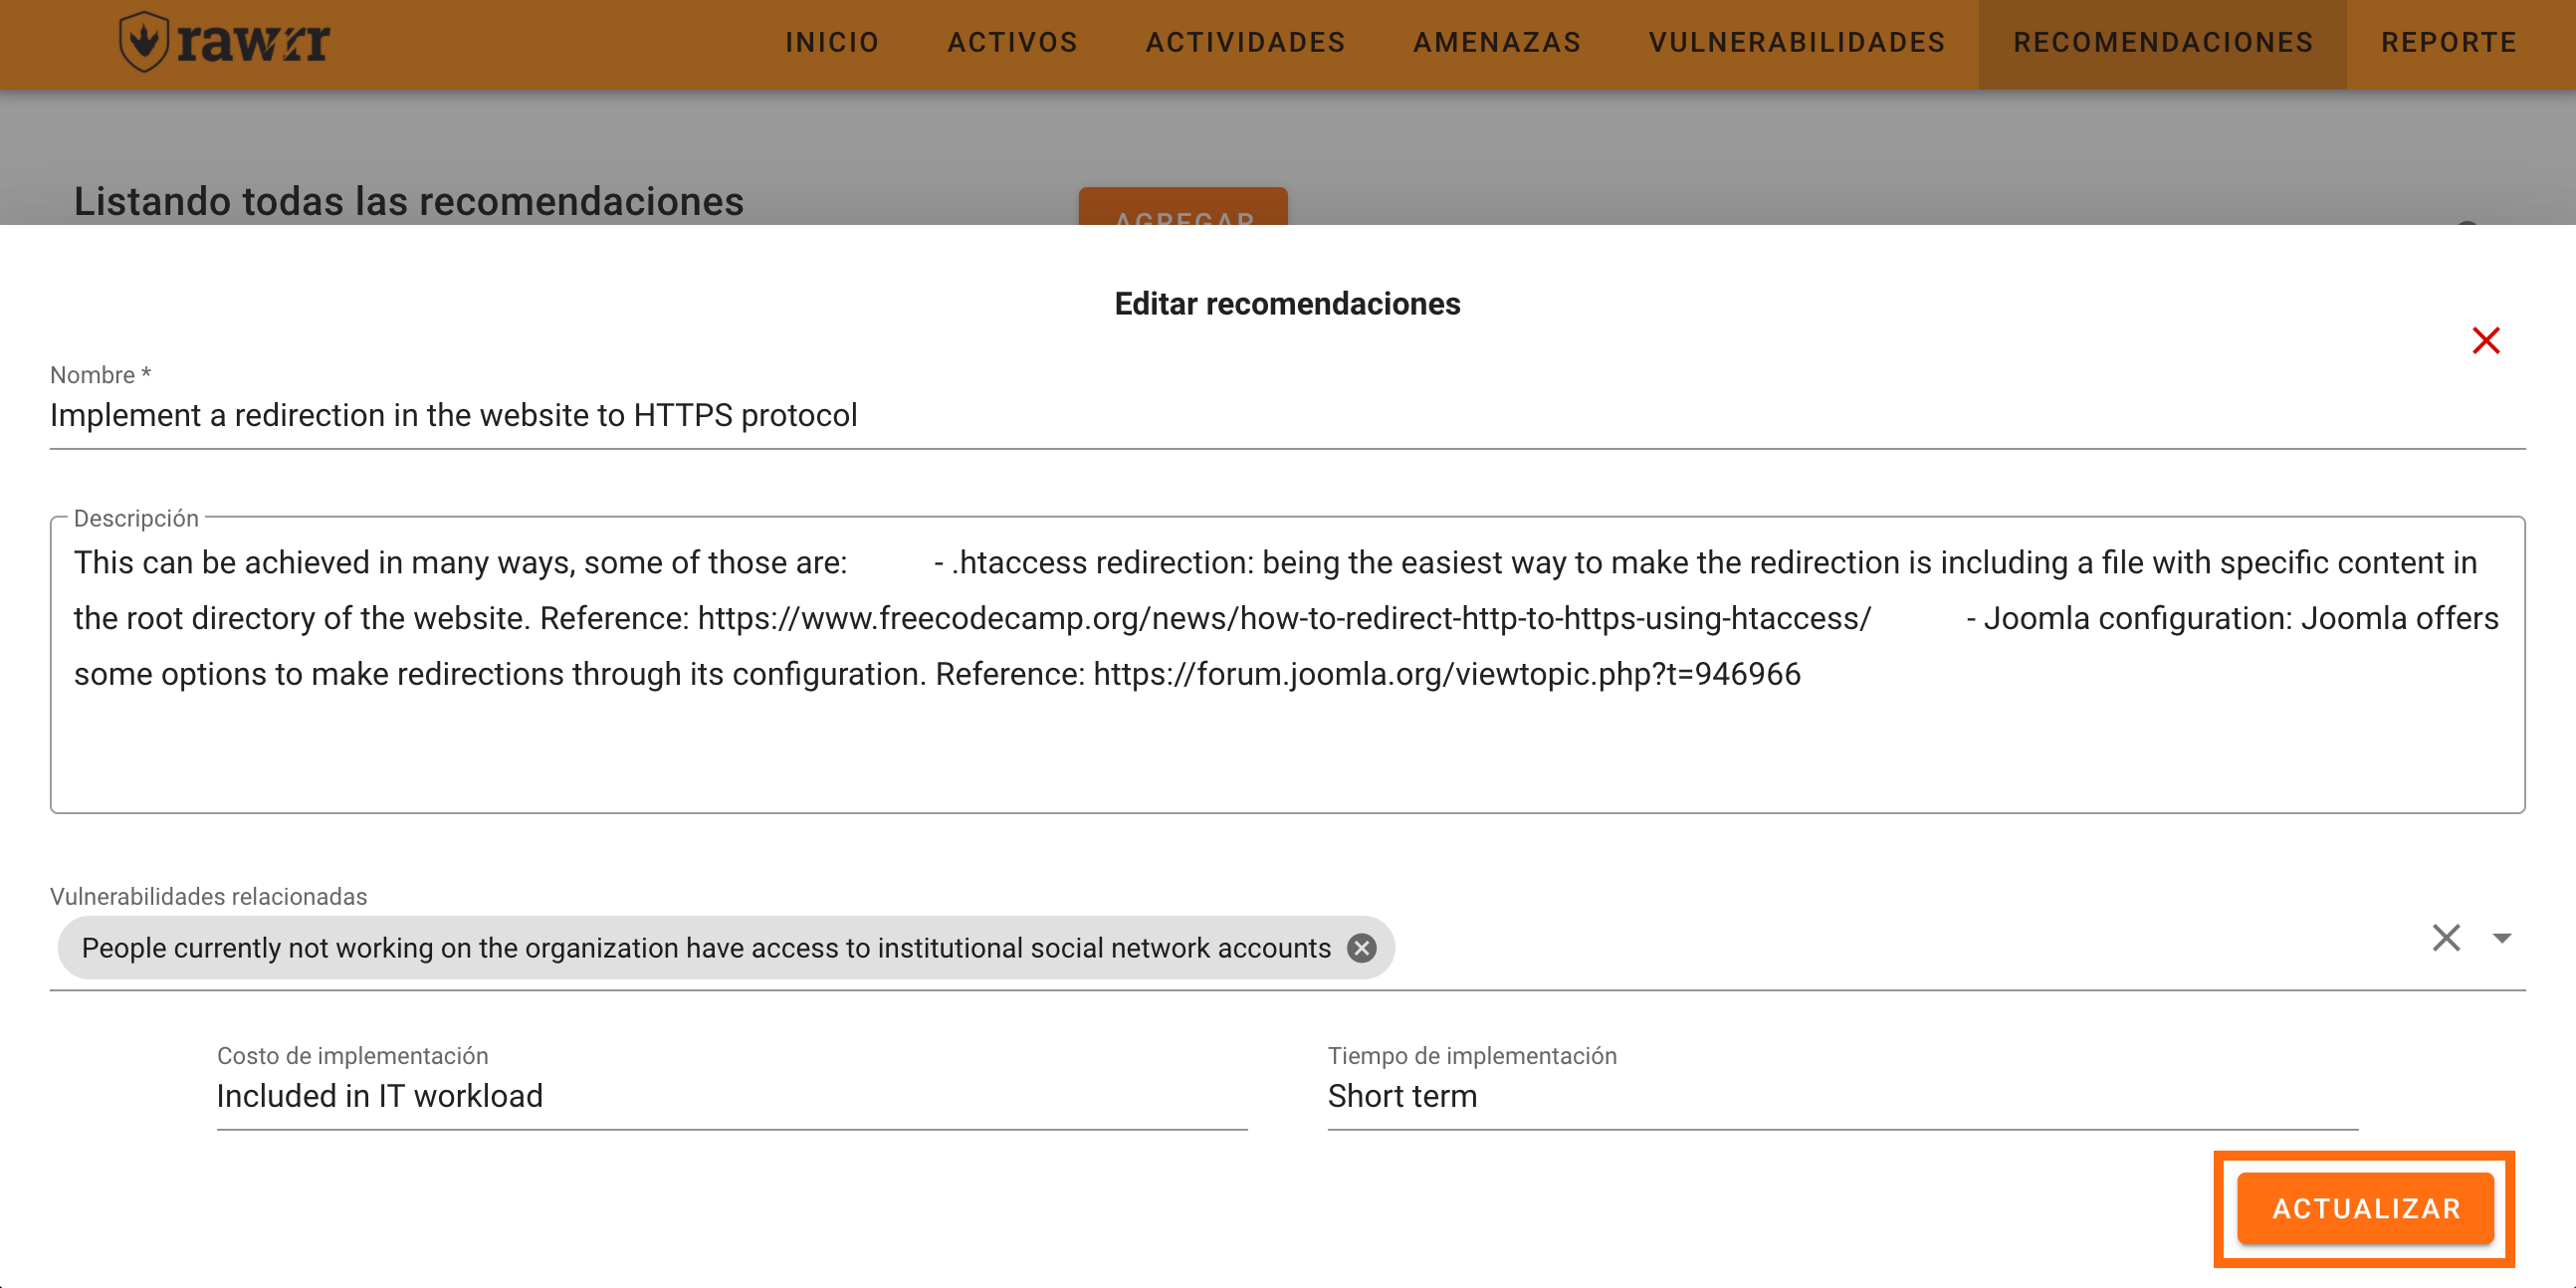 rawrr
INICIO ACTIVOS ACTIVIDADES AMENAZAS VULNERABILIDADES RECOMENDACIONES REPORTE
Listando todas las recomendaciones
AGREGAR
Editar recomendaciones
Nombre *
Implement a redirection in the website to HTTPS protocol
Descripción
This can be achieved in many ways, some of those are: - .htaccess redirection: being the easiest way to make the redirection is including a file with specific content in
the root directory of the website. Reference: https://www.freecodecamp.org/news/how-to-redirect-http-to-https-using-htaccess/ - Joomla configuration: Joomla offers
some options to make redirections through its configuration. Reference: https://forum.joomla.org/viewtopic.php?t=946966
Vulnerabilidades relacionadas
People currently not working on the organization have access to institutional social network accounts
Costo de implementación Tiempo de implementación
Included in IT workload Short term
ACTUALIZAR